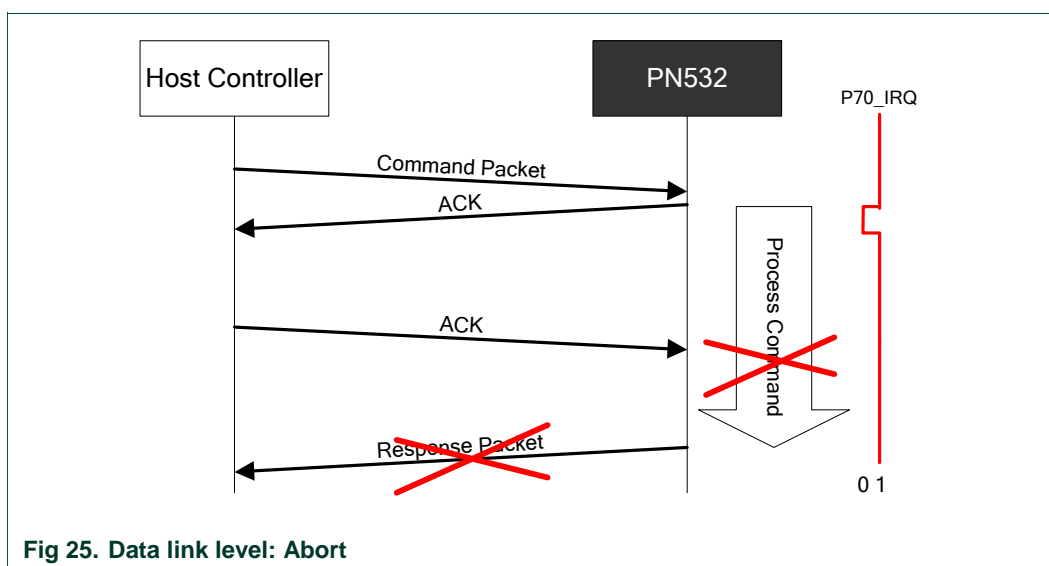 Host Controller
PN532
P70_IRQ
Command Packet
ACK
Process Command
ACK
Response Packet
0 1
Fig 25. Data link level: Abort